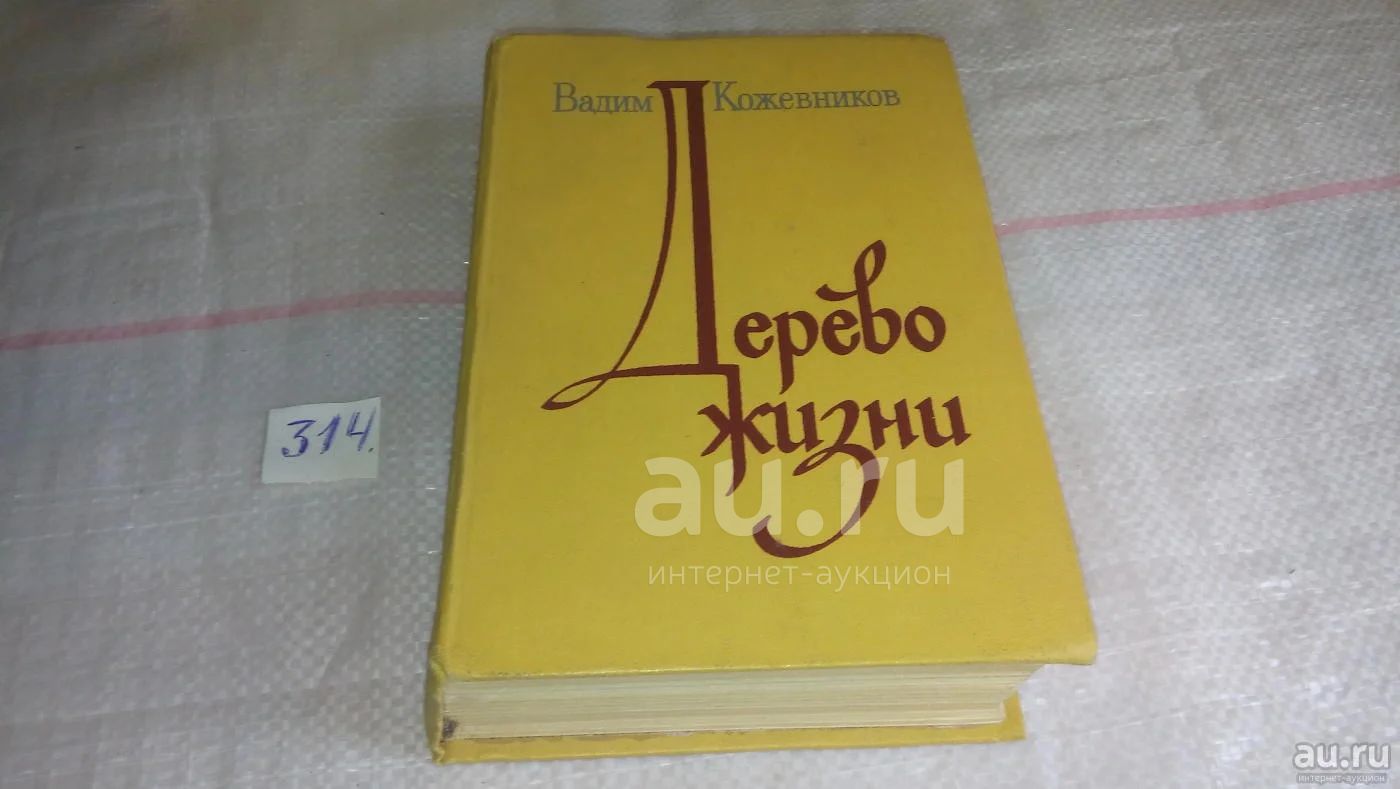 Вадим Кожевников
Дерево
жизни
314.
au.ru
интернет-аукцион
au.ru
интернет-аукцион